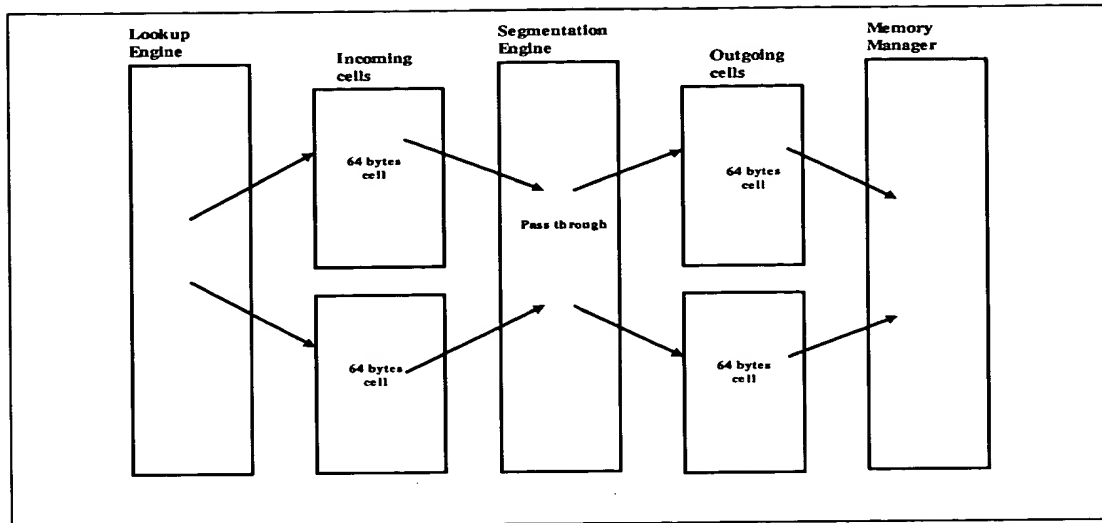 Lookup
Engine
Incoming
cells
Segmentation
Engine
Outgoing
cells
Memory
Manager
64 bytes
cell
64 bytes
cell
Pass through
64 bytes
cell
64 bytes
cell